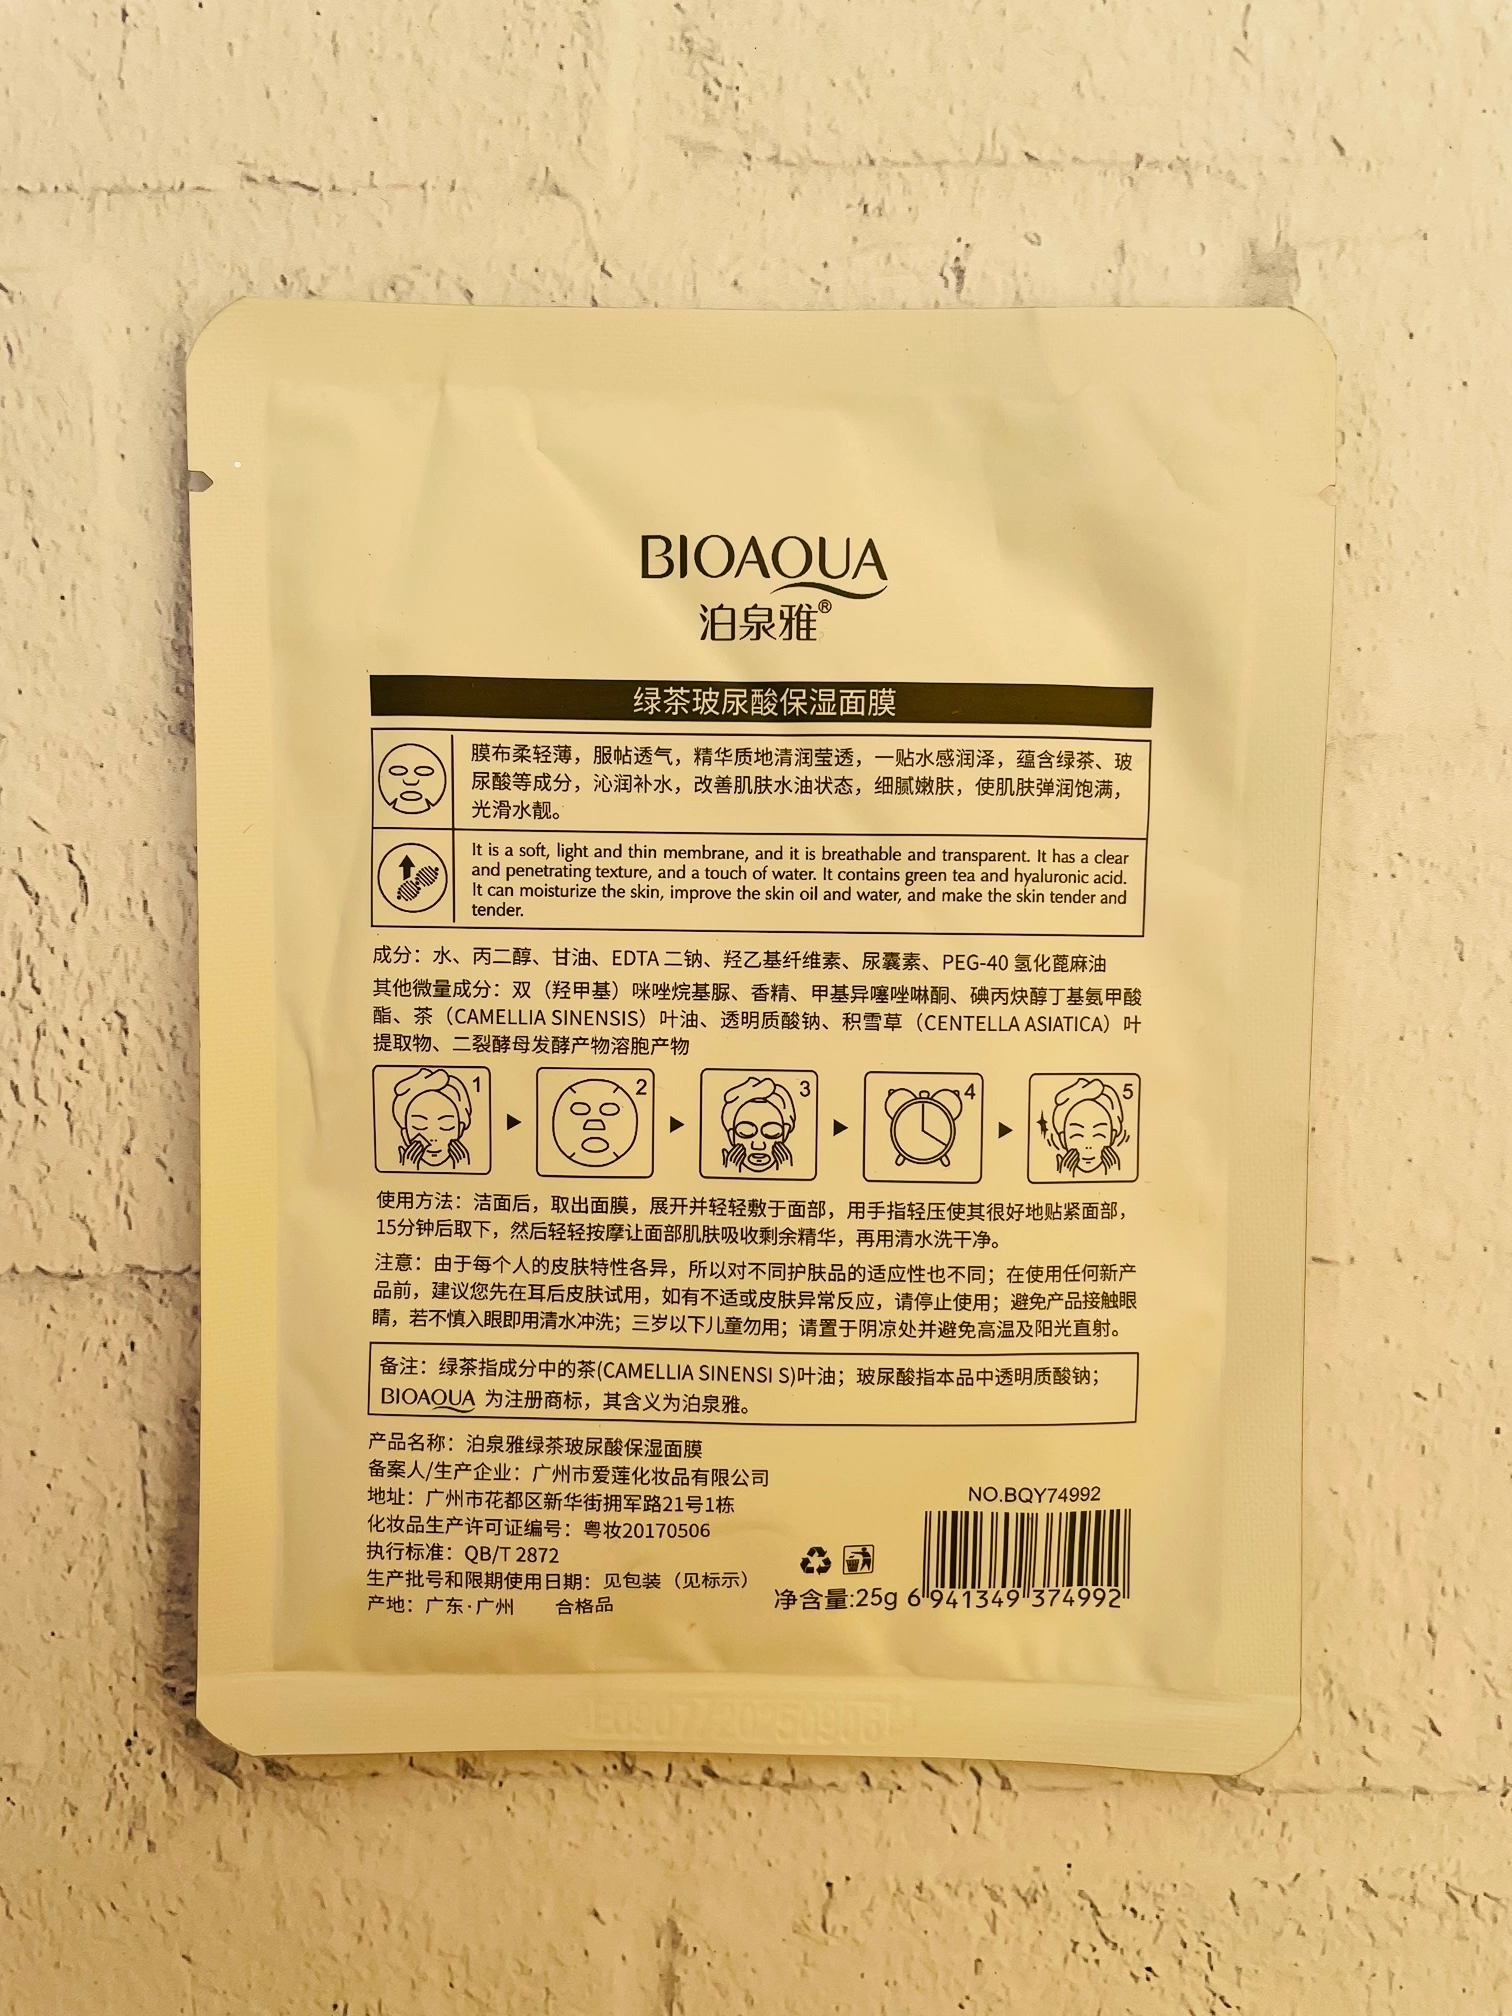 BIOAQUA
泊泉雅®
绿茶玻尿酸保湿面膜
膜布柔轻薄，服帖透气，精华质地清润莹透，一贴水感润泽，蕴含绿茶、玻
尿酸等成分，沁润补水，改善肌肤水油状态，细腻嫩肤，使肌肤弹润饱满，
光滑水靓。
It is a soft, light and thin membrane, and it is breathable and transparent. It has a clear
and penetrating texture, and a touch of water. It contains green tea and hyaluronic acid.
It can moisturize the skin, improve the skin oil and water, and make the skin tender and
tender.
成分：水、丙二醇、甘油、EDTA 二钠、羟乙基纤维素、尿囊素、PEG-40 氢化蓖麻油
其他微量成分：双（羟甲基）咪唑烷基脲、香精、甲基异噻唑啉酮、碘丙炔醇丁基氨甲酸
酯、茶（CAMELLIA SINENSIS）叶油、透明质酸钠、积雪草（CENTELLA ASIATICA）叶
提取物、二裂酵母发酵产物溶胞产物
1
2
3
4
5
使用方法：洁面后，取出面膜，展开并轻轻敷于面部，用手指轻压使其很好地贴紧面部，
15分钟后取下，然后轻轻按摩让面部肌肤吸收剩余精华，再用清水洗干净。
注意：由于每个人的皮肤特性各异，所以对不同护肤品的适应性也不同；在使用任何新产
品前，建议您先在耳后皮肤试用，如有不适或皮肤异常反应，请停止使用；避免产品接触眼
睛，若不慎入眼即用清水冲洗；三岁以下儿童勿用；请置于阴凉处并避免高温及阳光直射。
备注：绿茶指成分中的茶(CAMELLIA SINENSI S)叶油；玻尿酸指本品中透明质酸钠；
BIOAQUA 为注册商标，其含义为泊泉雅。
产品名称：泊泉雅绿茶玻尿酸保湿面膜
备案人/生产企业：广州市爱莲化妆品有限公司
地址：广州市花都区新华街拥军路21号1栋
化妆品生产许可证编号：粤妆20170506
执行标准：QB/T 2872
生产批号和限期使用日期：见包装（见标示）
产地：广东·广州 合格品
NO.BQY74992
净含量:25g
6 941349 374992